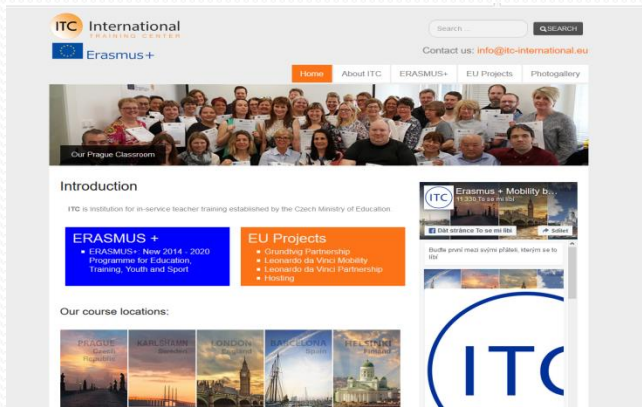 ITC International
TRAINING CENTER
Erasmus+
Search ...
SEARCH
Contact us: info@itc-international.eu
Home
About ITC
ERASMUS+
EU Projects
Photogallery
Our Prague Classroom
Introduction
ITC is institution for in-service teacher training established by the Czech Ministry of Education
ERASMUS +
ERASMUS+: New 2014 - 2020
Programme for Education,
Training, Youth and Sport
EU Projects
Grundtvig Partnership
Leonardo da Vinci Mobility
Leonardo da Vinci Partnership
Hosting
ITC
Erasmus + Mobility b...
To se mi líbí
Dát stránce To se mi líbí
Sdílet
Buďte první mezi svými přáteli, kterým se to
líbí
Our course locations:
PRAGUE
Czech
Republic
KARLSHAMN
Sweden
LONDON
England
BARCELONA
Spain
HELSINKI
Finland
ITC